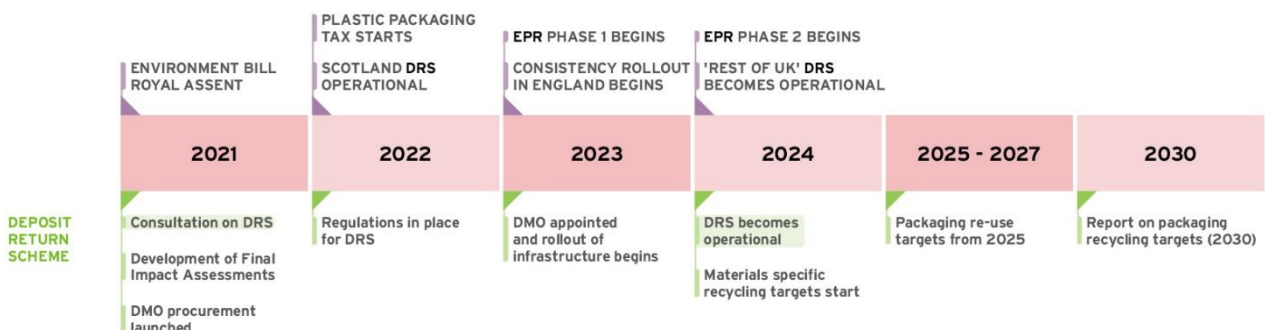 PLASTIC PACKAGING
TAX STARTS
EPR PHASE 1 BEGINS
EPR PHASE 2 BEGINS
ENVIRONMENT BILL
ROYAL ASSENT
SCOTLAND DRS
OPERATIONAL
CONSISTENCY ROLLOUT
IN ENGLAND BEGINS
'REST OF UK' DRS
BECOMES OPERATIONAL
2021
2022
2023
2024
2025 - 2027
2030
DEPOSIT
RETURN
SCHEME
Consultation on DRS
Development of Final
Impact Assessments
DMO procurement
launched
Regulations in place
for DRS
DMO appointed
and rollout of
infrastructure begins
DRS becomes
operational
Materials specific
recycling targets start
Packaging re-use
targets from 2025
Report on packaging
recycling targets (2030)